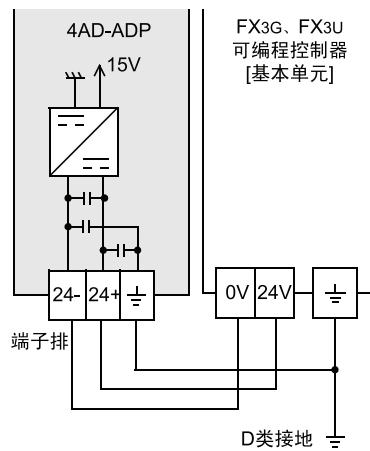 4AD-ADP
15V
FX3G、FX3U
可编程控制器
[基本单元]
24- 24+
0V 24V
端子排
D类接地